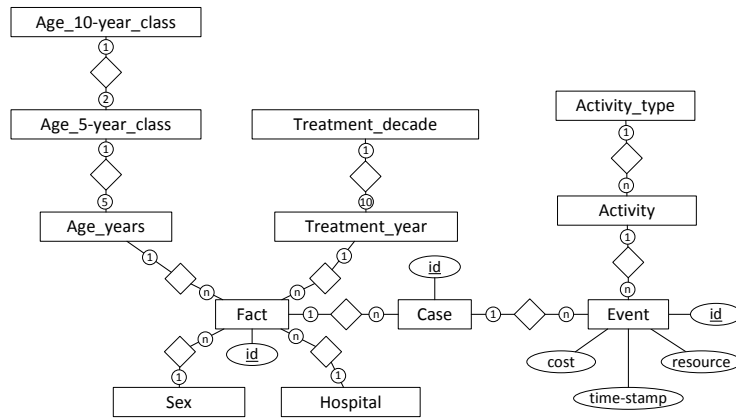 Age_10-year_class
1
2
Age_5-year_class
Treatment_decade
Activity_type
1
1
1
5
10
n
Age_years
Treatment_year
Activity
1
1
1
n
n
n
id
Fact
1
n
Case
1
n
Event
id
n
id
n
cost
resource
1
1
time-stamp
Sex
Hospital